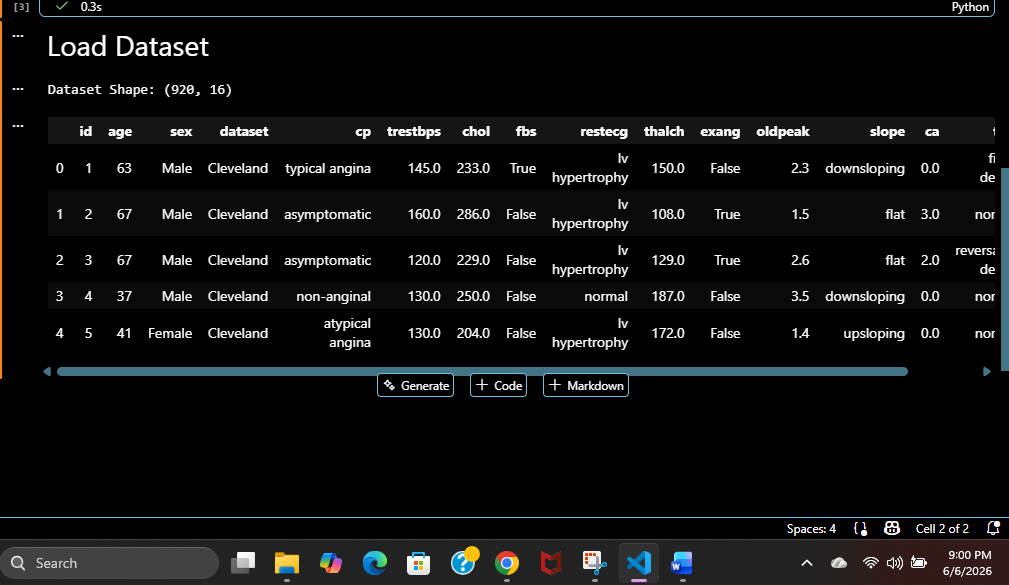 [3] 0.3s Python
Load Dataset
Dataset Shape: (920, 16)
id age sex dataset cp trestbps chol fbs restecg thalch exang oldpeak slope ca
0 1 63 Male Cleveland typical angina 145.0 233.0 True lv hypertrophy 150.0 False 2.3 downsloping 0.0 fi de
1 2 67 Male Cleveland asymptomatic 160.0 286.0 False lv hypertrophy 108.0 True 1.5 flat 3.0 nor
2 3 67 Male Cleveland asymptomatic 120.0 229.0 False lv hypertrophy 129.0 True 2.6 flat 2.0 reversa de
3 4 37 Male Cleveland non-anginal 130.0 250.0 False normal 187.0 False 3.5 downsloping 0.0 nor
4 5 41 Female Cleveland atypical angina 130.0 204.0 False lv hypertrophy 172.0 False 1.4 upsloping 0.0 nor
Generate + Code + Markdown
Spaces: 4 Cell 2 of 2
Search
9:00 PM
6/6/2026